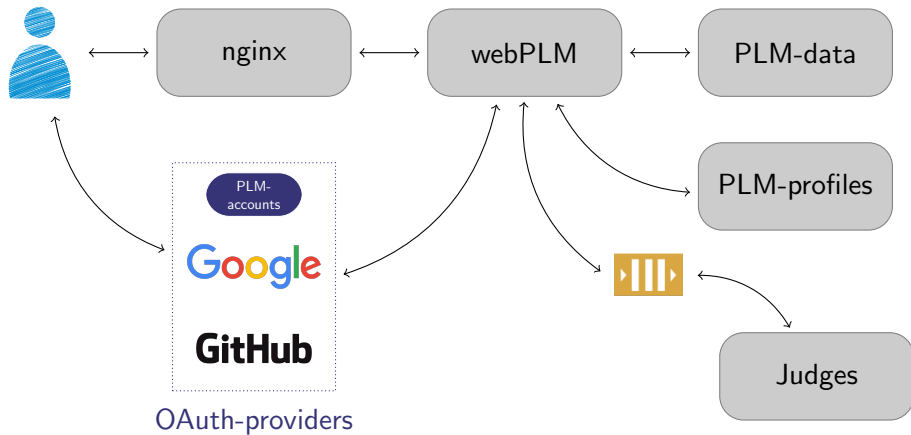 nginx
webPLM
PLM-data
PLM-profiles
PLM-
accounts
Google
GitHub
Judges
OAuth-providers